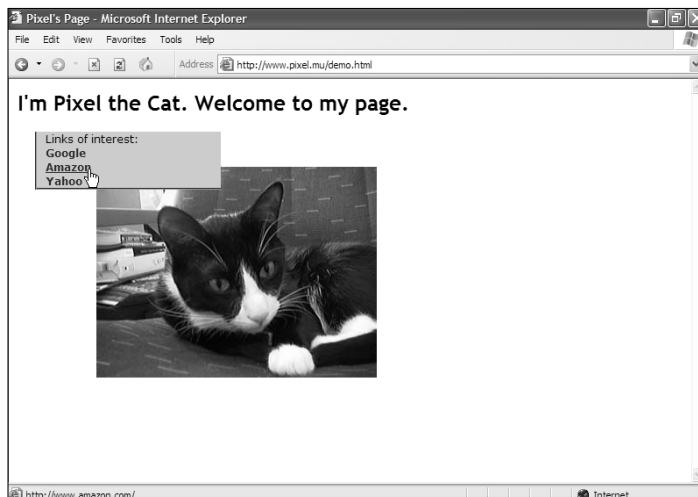 Pixel's Page - Microsoft Internet Explorer
File Edit View Favorites Tools Help
Address http://www.pixel.mu/demo.html
I'm Pixel the Cat. Welcome to my page.
Links of interest:
Google
Amazon
Yahoo
http://www.amazon.com/
Internet